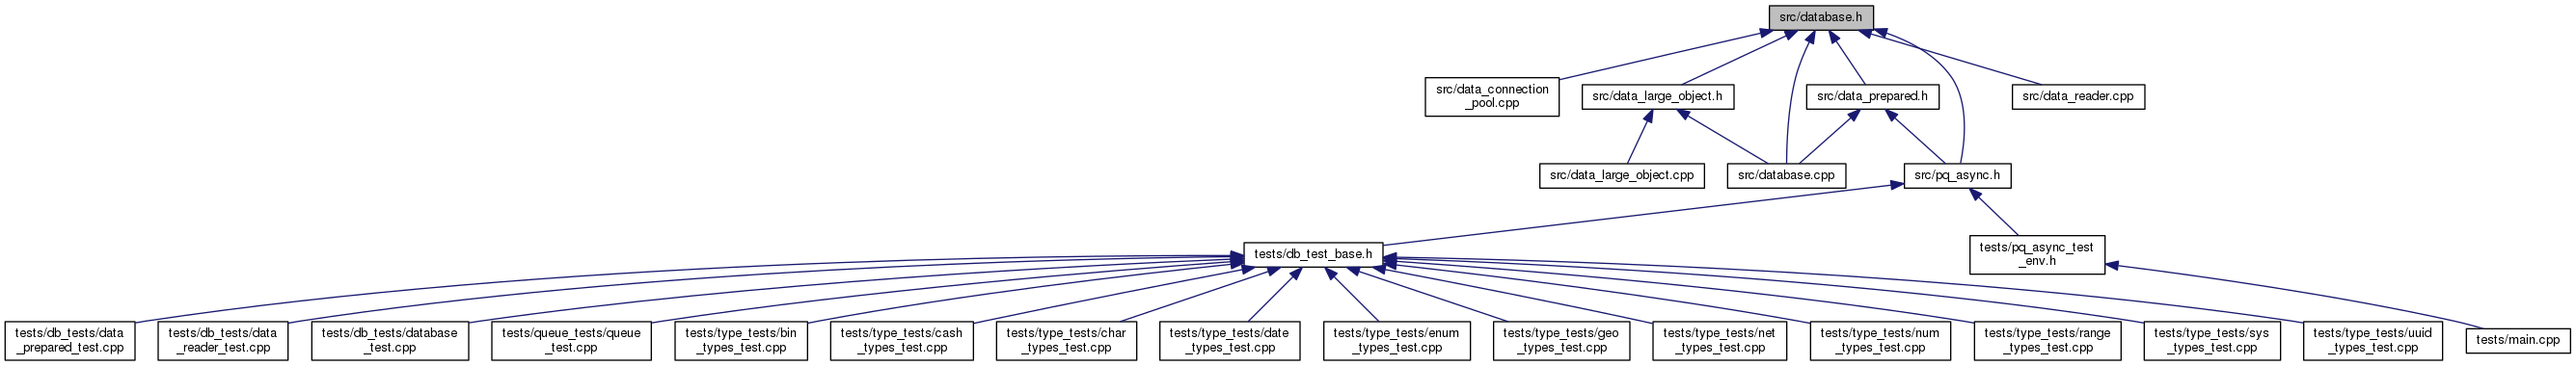 src/database.h
src/data_connection
_pool.cpp
src/data_large_object.h
src/data_prepared.h
src/data_reader.cpp
src/data_large_object.cpp
src/database.cpp
src/pq_async.h
tests/db_test_base.h
tests/pq_async_test
_env.h
tests/db_tests/data
_prepared_test.cpp
tests/db_tests/data
_reader_test.cpp
tests/db_tests/database
_test.cpp
tests/queue_tests/queue
_test.cpp
tests/type_tests/bin
_types_test.cpp
tests/type_tests/cash
_types_test.cpp
tests/type_tests/char
_types_test.cpp
tests/type_tests/date
_types_test.cpp
tests/type_tests/enum
_types_test.cpp
tests/type_tests/geo
_types_test.cpp
tests/type_tests/net
_types_test.cpp
tests/type_tests/num
_types_test.cpp
tests/type_tests/range
_types_test.cpp
tests/type_tests/sys
_types_test.cpp
tests/type_tests/uuid
_types_test.cpp
tests/main.cpp